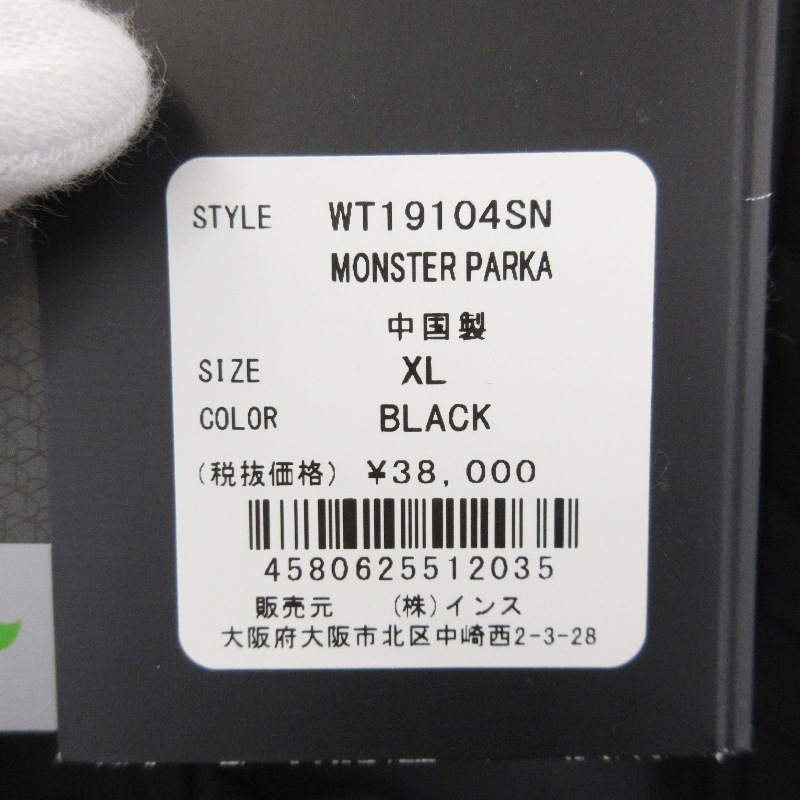 STYLE WT19104SN
MONSTER PARKA
中国製
SIZE XL
COLOR BLACK
(税抜価格) ¥38,000
4580625512035
販売元 (株)インス
大阪府大阪市北区中崎西2-3-28